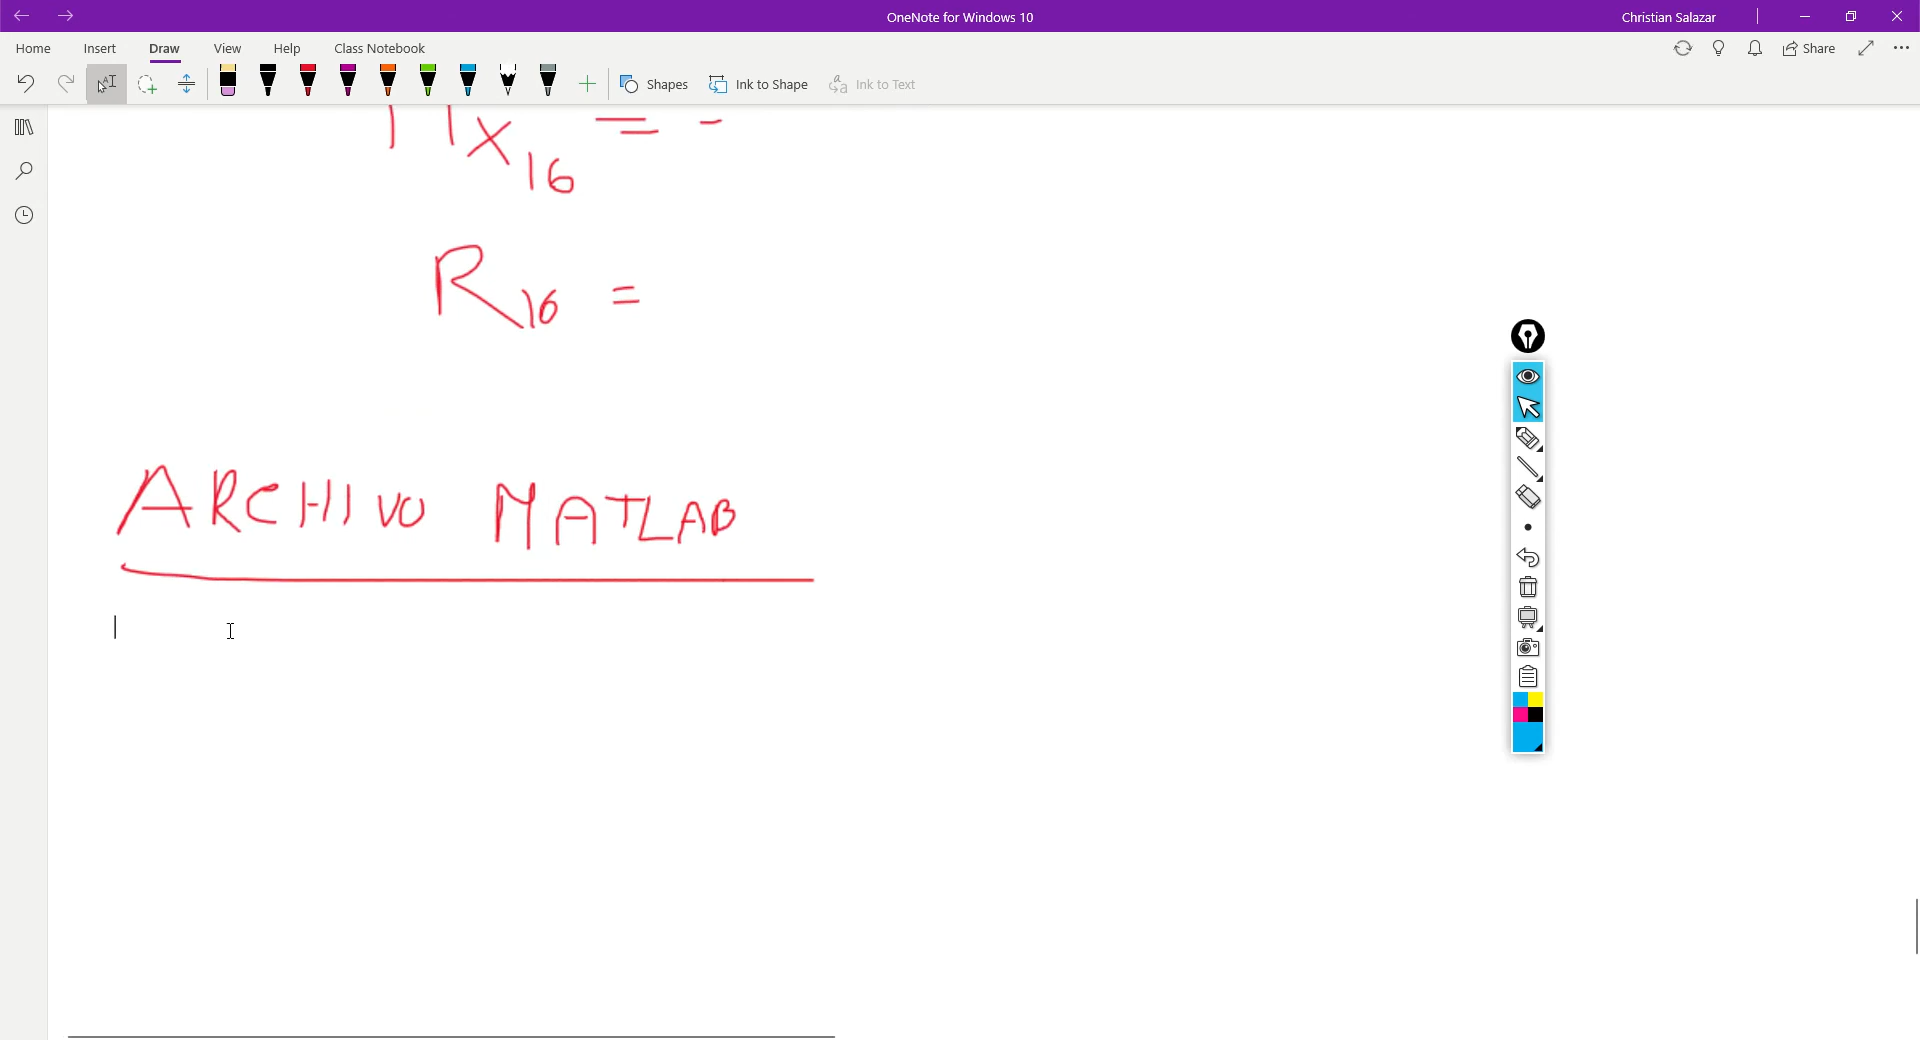 OneNote for Windows 10
Christian Salazar
Home Insert Draw View Help Class Notebook
Share
Shapes Ink to Shape Ink to Text
x 16 = -
R16 =
ARCHIVO MATLAB